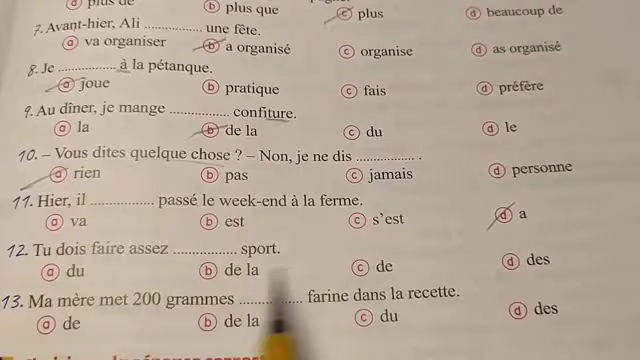 ⓐ plus de ⓑ plus que ⓒ plus ⓓ beaucoup de
7. Avant-hier, Ali ................ une fête.
ⓐ va organiser ⓑ a organisé ⓒ organise ⓓ as organisé
8. Je ................ à la pétanque.
ⓐ joue ⓑ pratique ⓒ fais ⓓ préfère
9. Au dîner, je mange ................ confiture.
ⓐ la ⓑ de la ⓒ du ⓓ le
10. – Vous dites quelque chose ? – Non, je ne dis ................ .
ⓐ rien ⓑ pas ⓒ jamais ⓓ personne
11. Hier, il ................ passé le week-end à la ferme.
ⓐ va ⓑ est ⓒ s'est ⓓ a
12. Tu dois faire assez ................ sport.
ⓐ du ⓑ de la ⓒ de ⓓ des
13. Ma mère met 200 grammes ................ farine dans la recette.
ⓐ de ⓑ de la ⓒ du ⓓ des